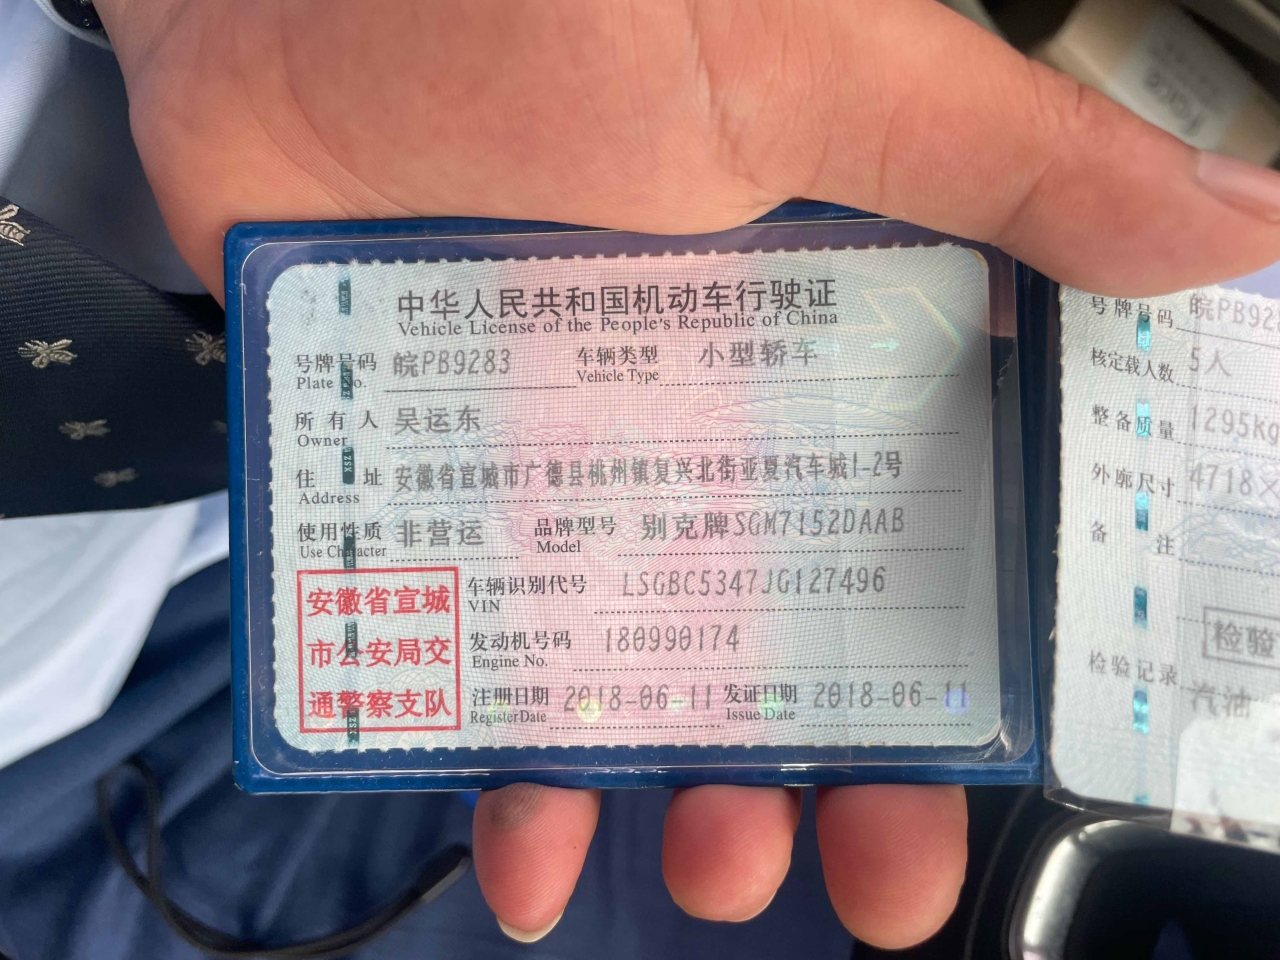 中华人民共和国机动车行驶证
Vehicle License of the People's Republic of China
号牌号码 皖PB9283 车辆类型 小型轿车
Plate No. Vehicle Type
所有人 吴运东
Owner
住址 安徽省宣城市广德县桃州镇复兴北街亚夏汽车城1-2号
Address
使用性质 非营运 品牌型号 别克牌SGM7152DAAB
Use Character Model
安徽省宣城
市公安局交
通警察支队
车辆识别代号 LSGBC5347JG127496
VIN
发动机号码 180990174
Engine No.
注册日期 2018-06-11 发证日期 2018-06-11
Register Date Issue Date
号牌号码 皖PB92
核定载人数 5人
整备质量 1295kg
外廓尺寸 4718×
备注
检验
检验记录
汽油